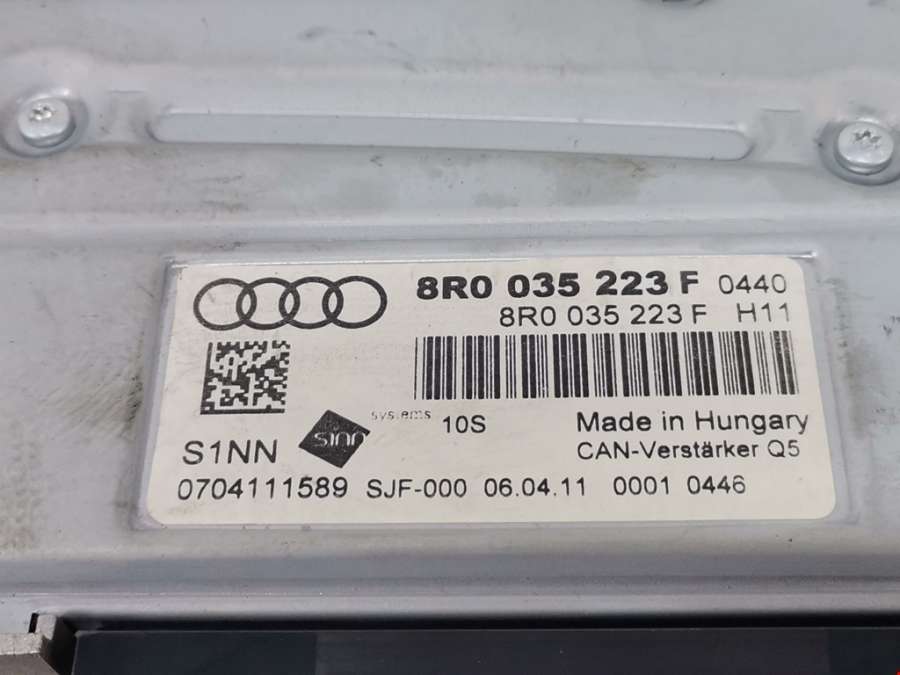 8R0 035 223 F 0440
8R0 035 223 F H11
systems
sinn
10S
Made in Hungary
S1NN
CAN-Verstärker Q5
0704111589 SJF-000 06.04.11 0001 0446